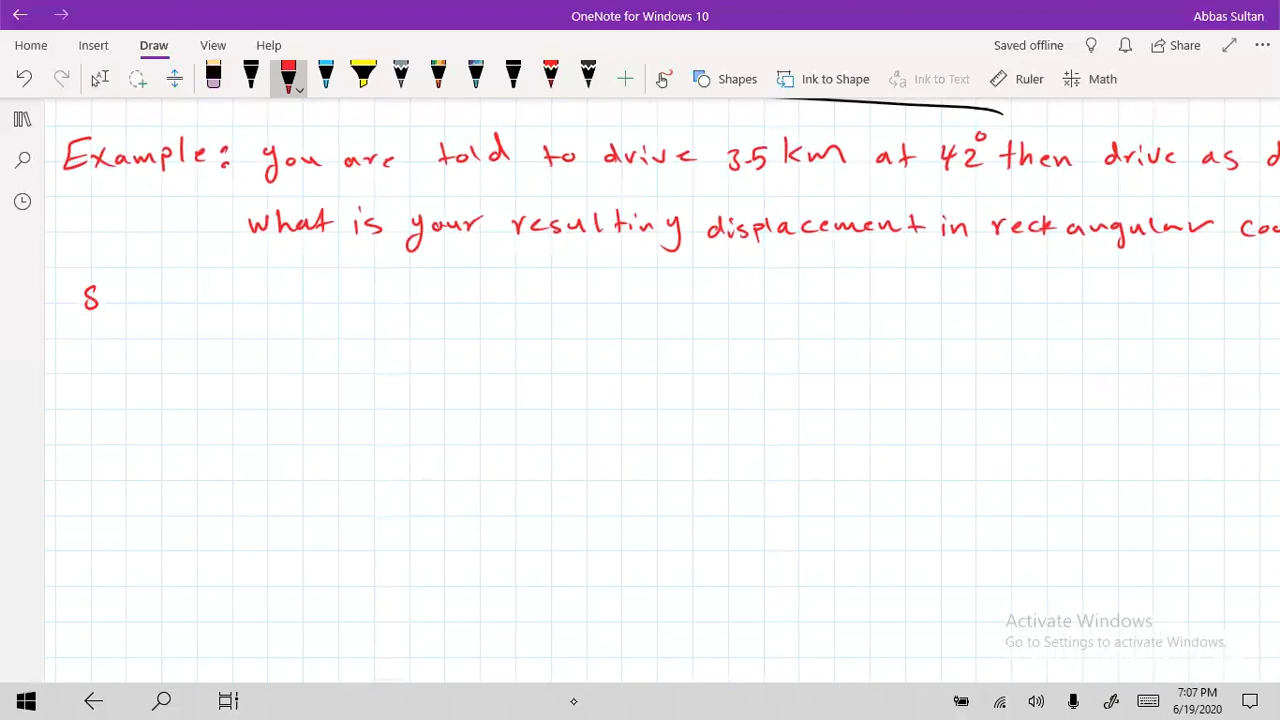 OneNote for Windows 10
Abbas Sultan
Home Insert Draw View Help
Saved offline Share
Shapes Ink to Shape Ink to Text Ruler Math
Example: you are told to drive 3.5 km at 42° then drive as d
what is your resulting displacement in recktangular coo
S
Activate Windows
Go to Settings to activate Windows.
7:07 PM
6/19/2020